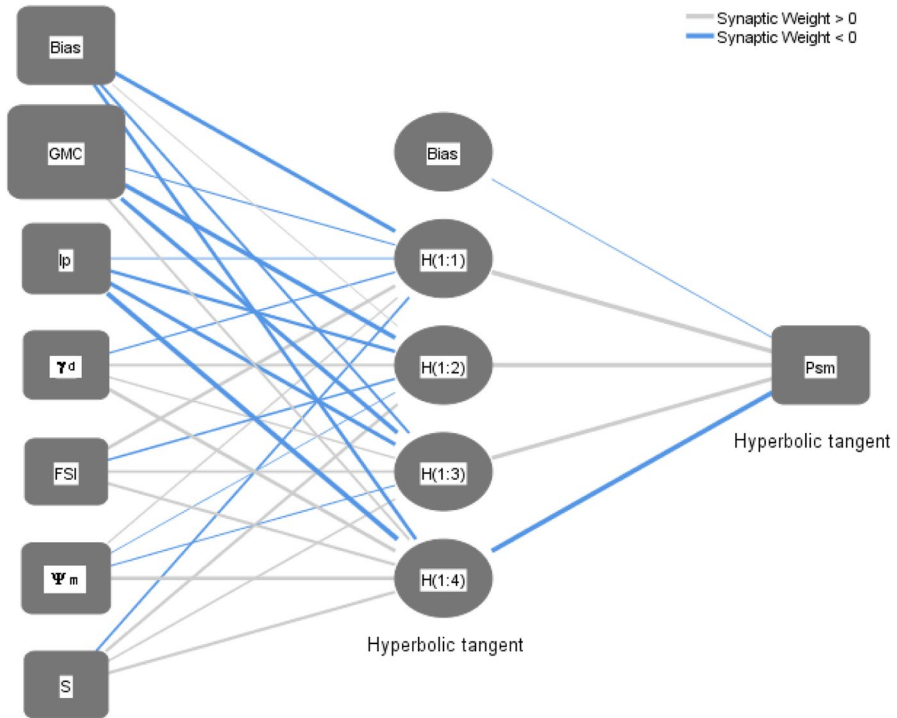 Synaptic Weight > 0
Synaptic Weight < 0
Bias
GMC
Ip
γd
FSI
Ψm
S
Bias
H(1:1)
H(1:2)
H(1:3)
H(1:4)
Hyperbolic tangent
Psm
Hyperbolic tangent